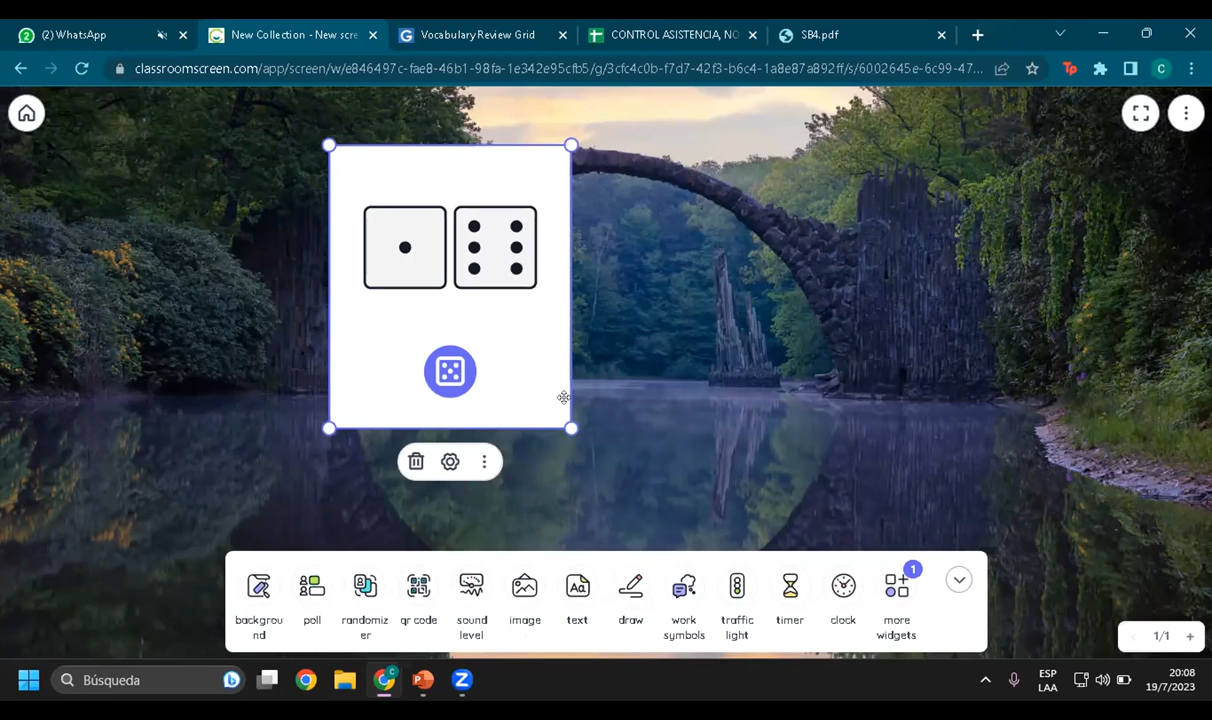 (2) WhatsApp
New Collection - New scre
Vocabulary Review Grid
CONTROL ASISTENCIA, NO
SB4.pdf
classroomscreen.com/app/screen/w/e846497c-fae8-46b1-98fa-1e342e95cfb5/g/3cfc4c0b-f7d7-42f3-b6c4-1a8e87a892ff/s/6002645e-6c99-47...
backgrou
nd
poll
randomiz
er
qr code
sound
level
image
text
draw
work
symbols
traffic
light
timer
clock
1
more
widgets
1/1
Búsqueda
ESP
LAA
20:08
19/7/2023